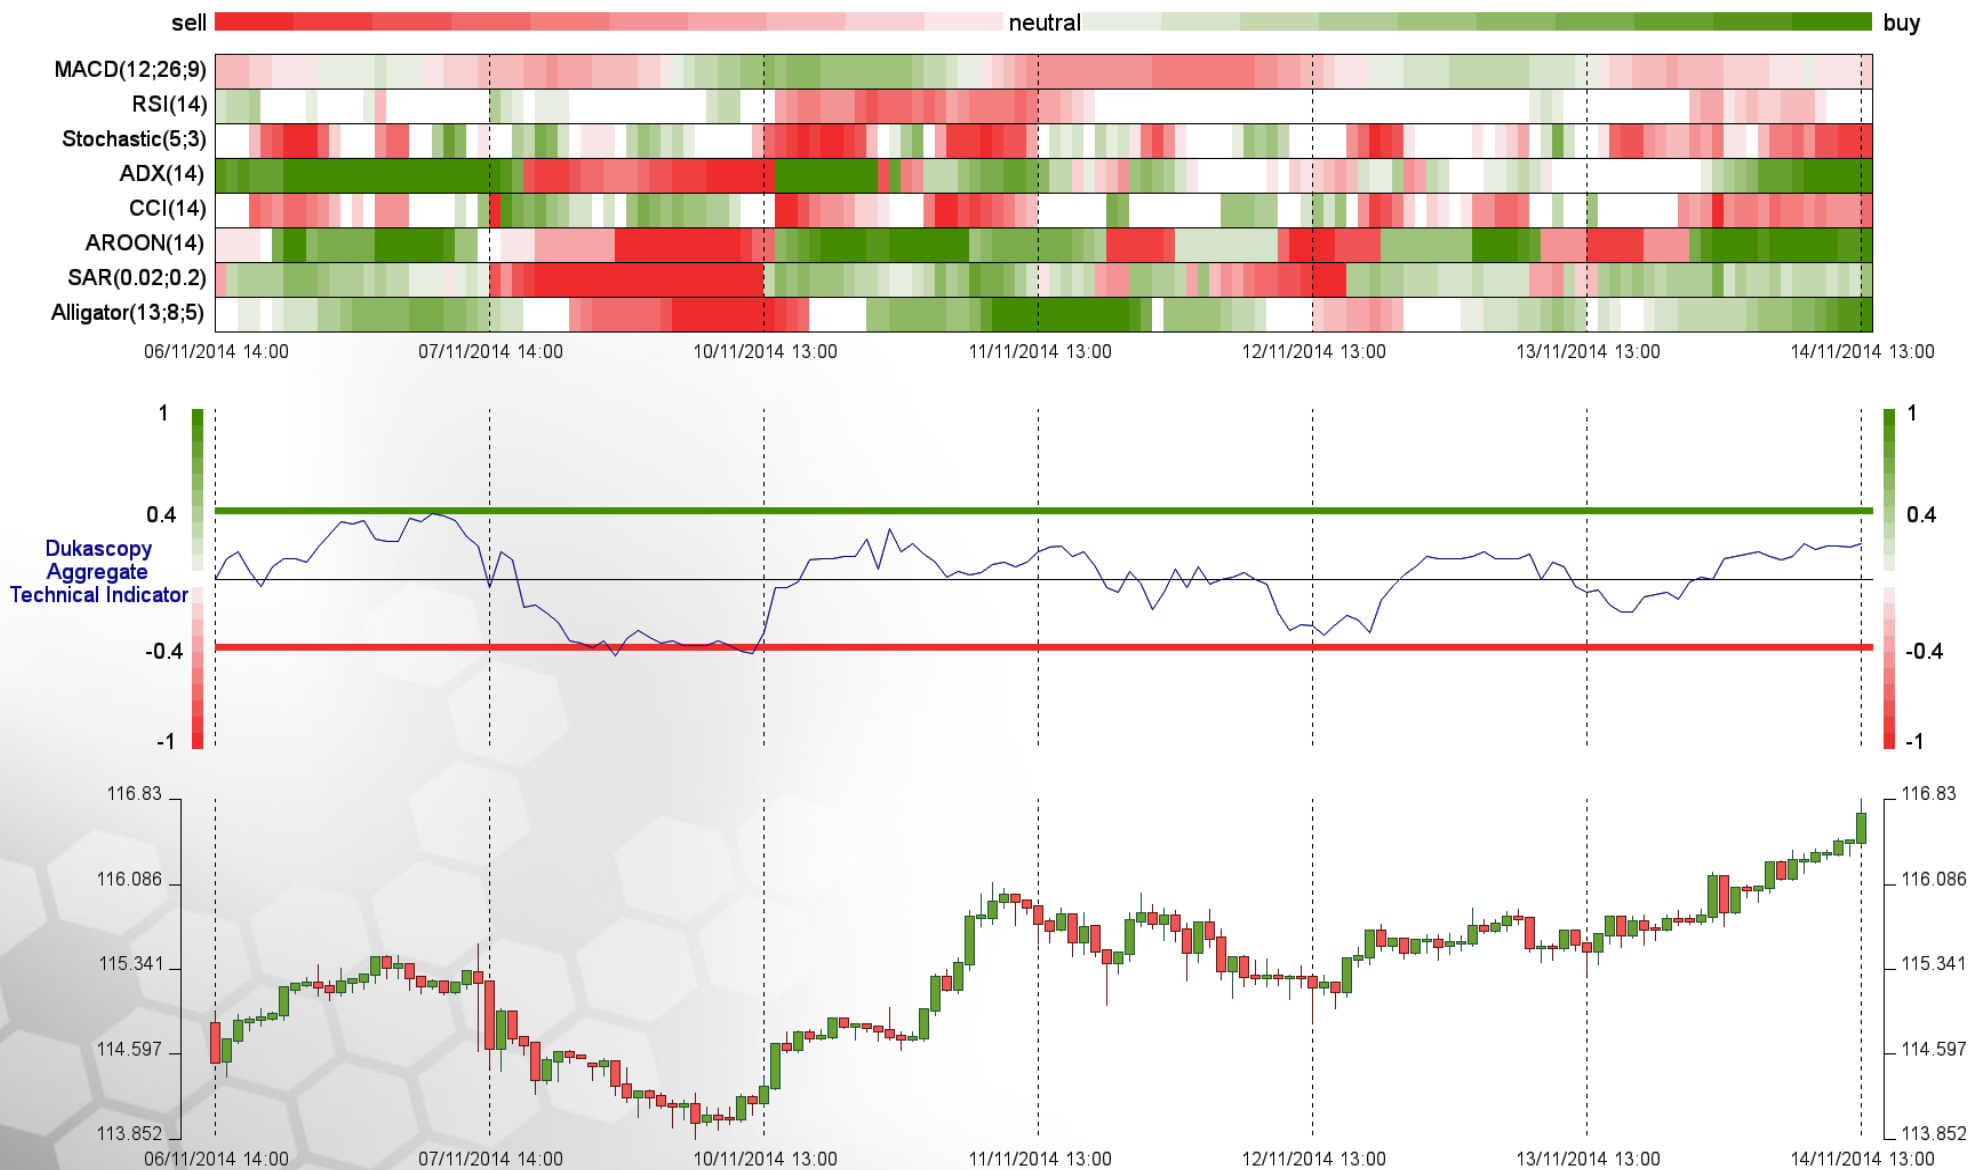 sell neutral buy
MACD(12;26;9)
RSI(14)
Stochastic(5;3)
ADX(14)
CCI(14)
AROON(14)
SAR(0.02;0.2)
Alligator(13;8;5)
06/11/2014 14:00 07/11/2014 14:00 10/11/2014 13:00 11/11/2014 13:00 12/11/2014 13:00 13/11/2014 13:00 14/11/2014 13:00
1 1
0.4 0.4
Dukascopy
Aggregate
Technical Indicator
-0.4 -0.4
-1 -1
116.83 116.83
116.086 116.086
115.341 115.341
114.597 114.597
113.852 113.852
06/11/2014 14:00 07/11/2014 14:00 10/11/2014 13:00 11/11/2014 13:00 12/11/2014 13:00 13/11/2014 13:00 14/11/2014 13:00